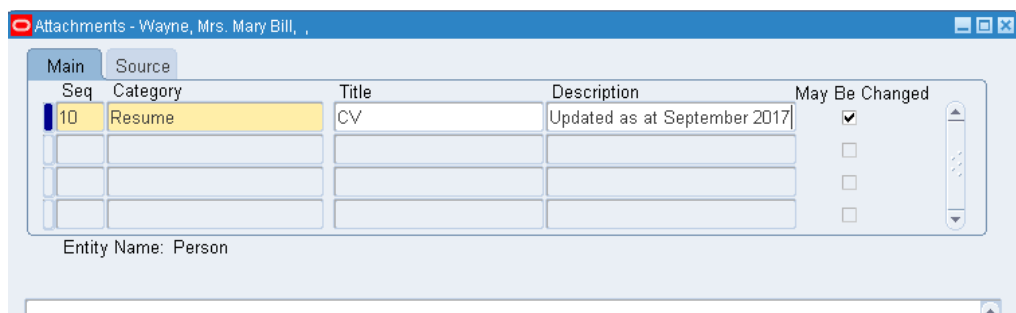 Attachments - Wayne, Mrs. Mary Bill, ,
Main Source
Seq Category Title Description May Be Changed
10 Resume CV Updated as at September 2017
Entity Name: Person